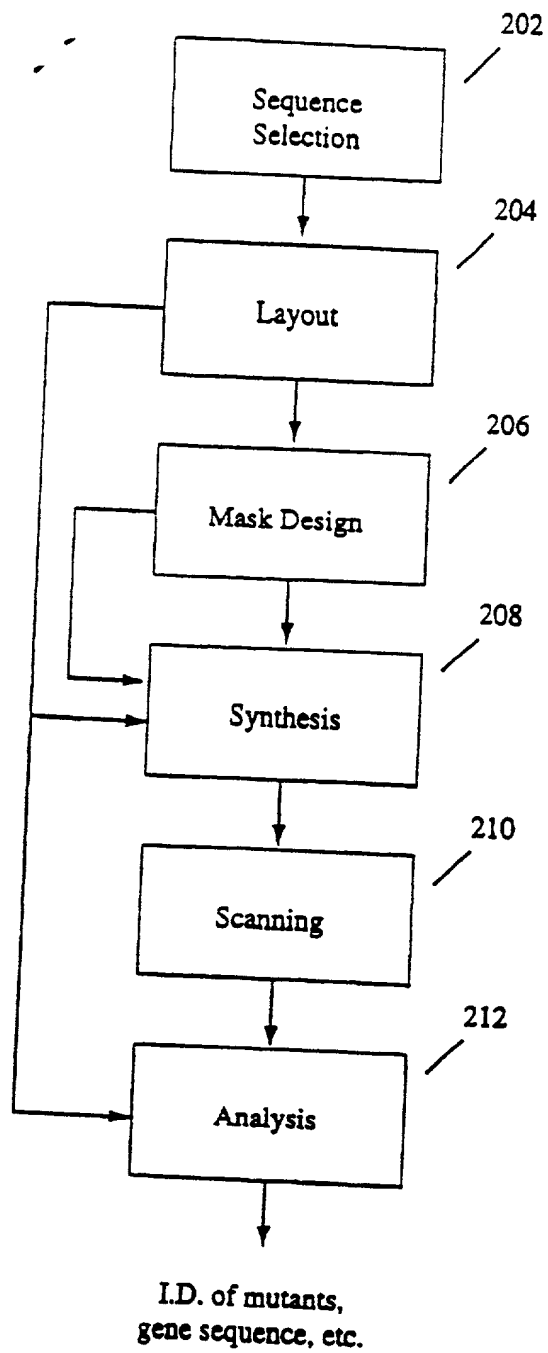 202
Sequence
Selection
204
Layout
206
Mask Design
208
Synthesis
210
Scanning
212
Analysis
I.D. of mutants,
gene sequence, etc.